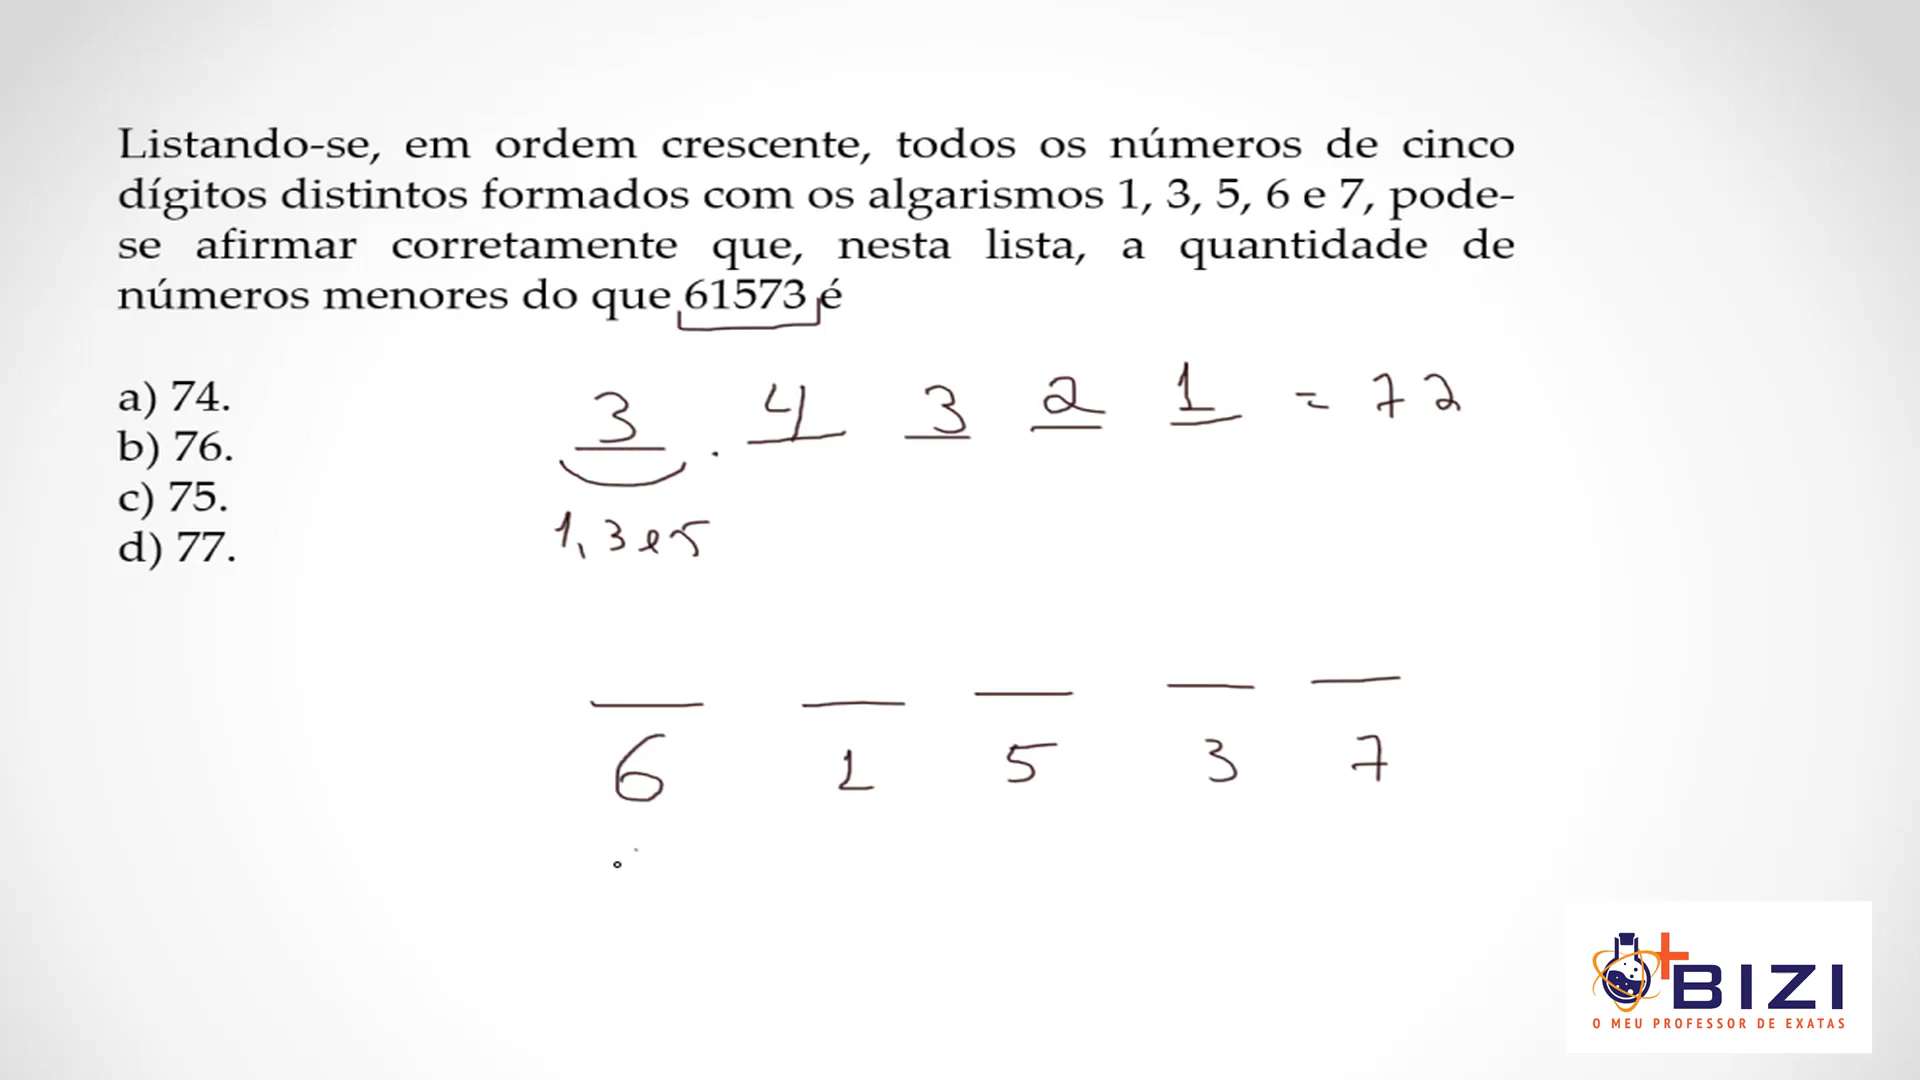 Listando-se, em ordem crescente, todos os números de cinco
dígitos distintos formados com os algarismos 1, 3, 5, 6 e 7, pode-
se afirmar corretamente que, nesta lista, a quantidade de
números menores do que 61573 é
a) 74.
b) 76.
c) 75.
d) 77.
3 . 4 3 2 1 = 72
1, 3 e 5
6 1 5 3 7
+BIZI
O MEU PROFESSOR DE EXATAS